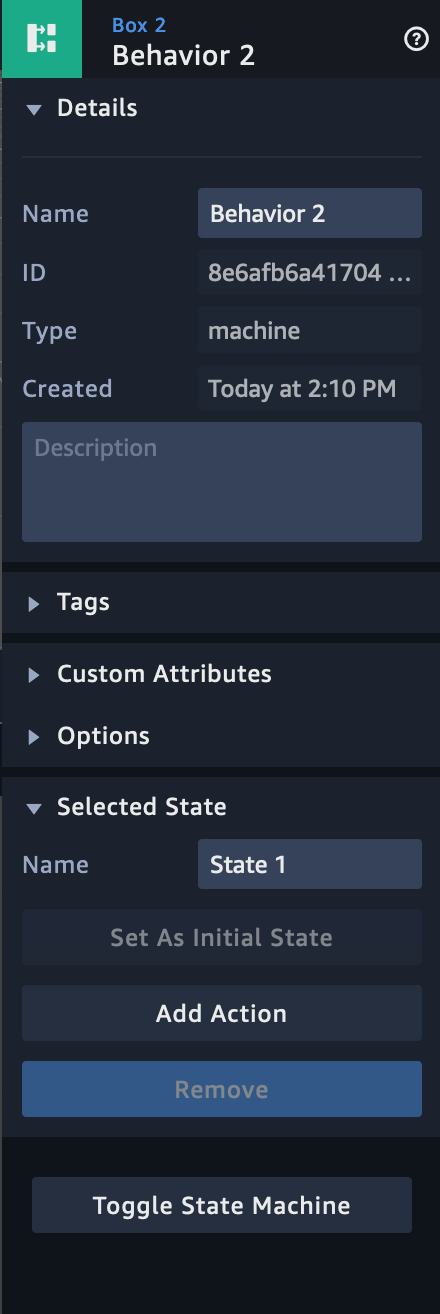 Box 2
Behavior 2
Details
Name Behavior 2
ID 8e6afb6a41704 ...
Type machine
Created Today at 2:10 PM
Description
Tags
Custom Attributes
Options
Selected State
Name State 1
Set As Initial State
Add Action
Remove
Toggle State Machine